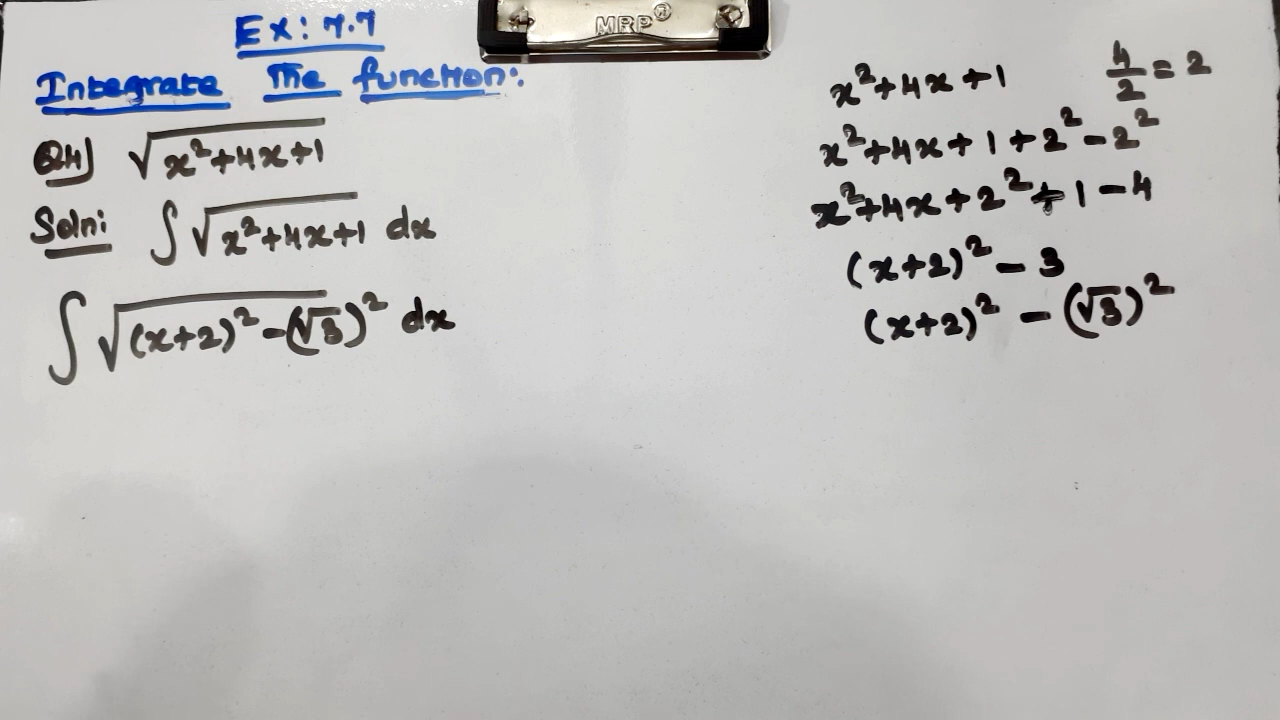 MRP®
Ex: 7.7
Integrate The function:
Q4) √(x²+4x+1)
Soln: ∫ √(x²+4x+1) dx
∫ √((x+2)² - (√3)²) dx
x²+4x+1 4/2 = 2
x²+4x+1+2²-2²
x²+4x+2²+1-4
(x+2)² - 3
(x+2)² - (√3)²